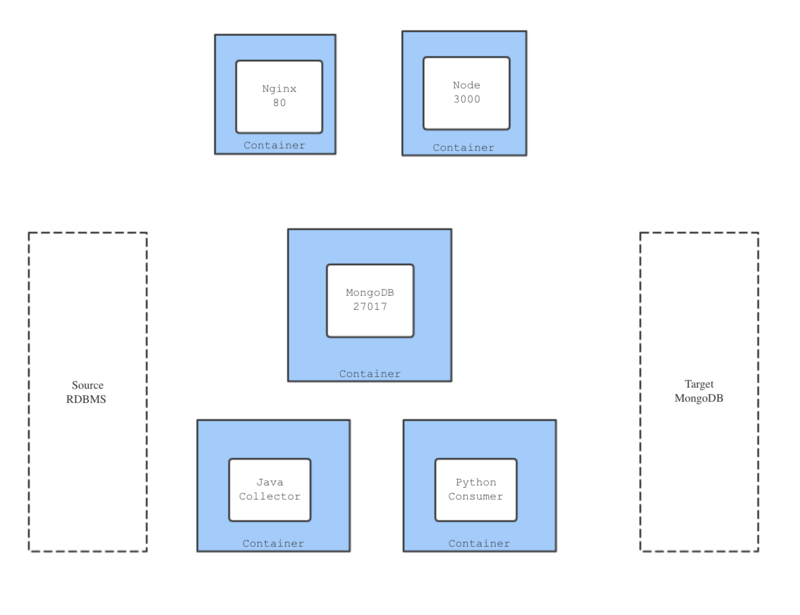 Nginx
80
Container
Node
3000
Container
MongoDB
27017
Container
Source
RDBMS
Target
MongoDB
Java
Collector
Container
Python
Consumer
Container